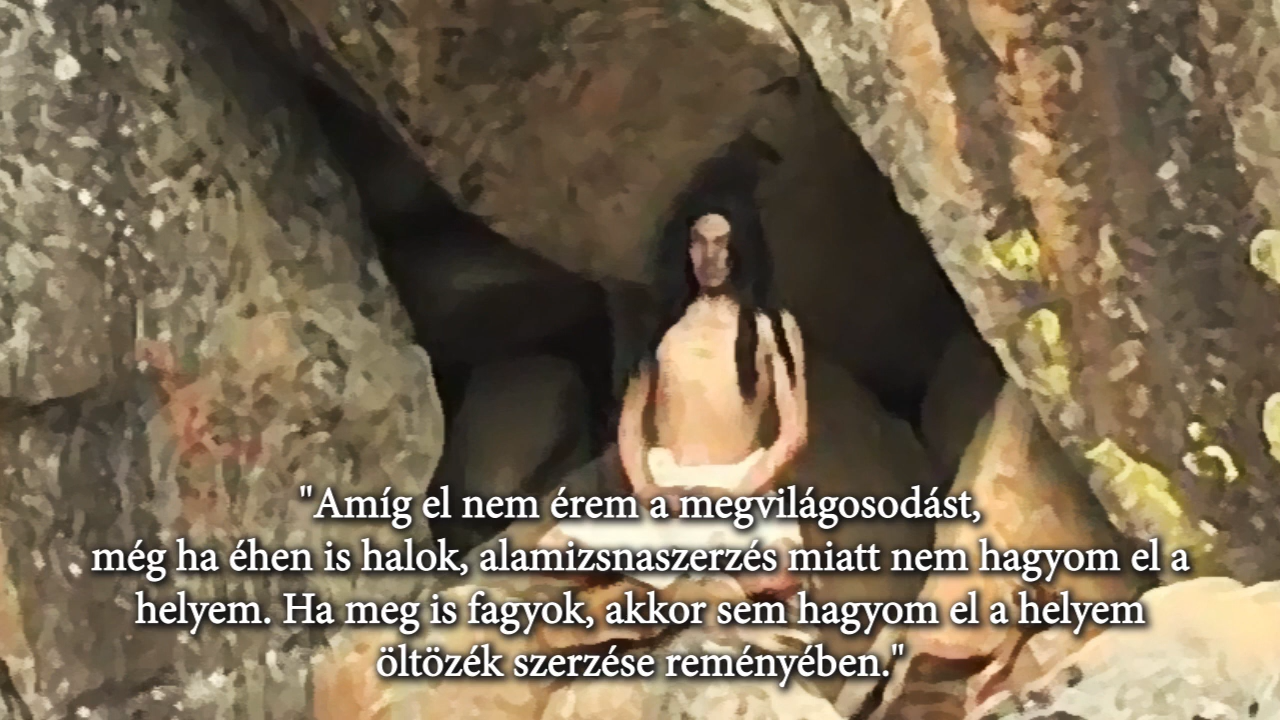 "Amíg el nem érem a megvilágosodást,
még ha éhen is halok, alamizsnaszerzés miatt nem hagyom el a
helyem. Ha meg is fagyok, akkor sem hagyom el a helyem
öltözék szerzése reményében."